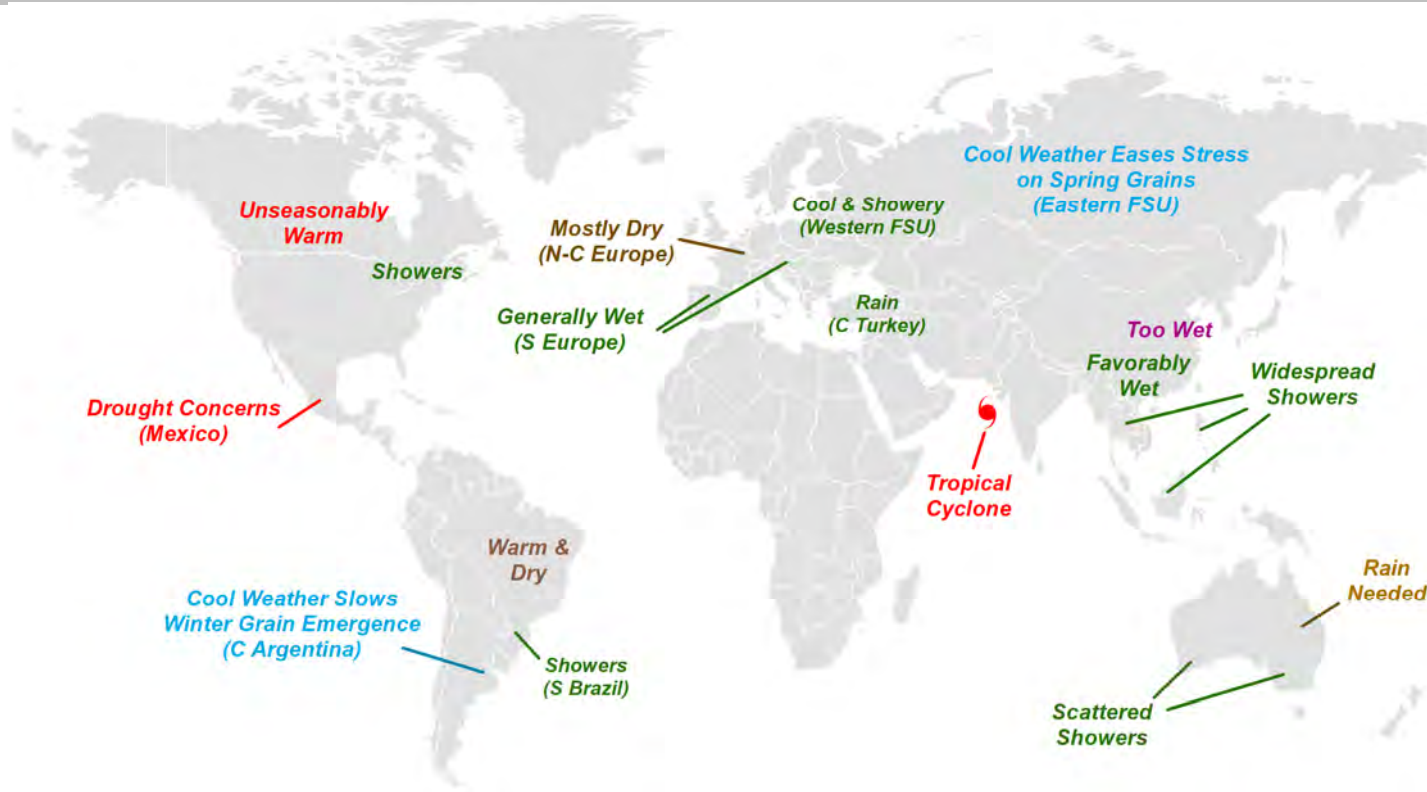 Cool Weather Eases Stress
on Spring Grains
(Eastern FSU)
Unseasonably
Warm
Cool & Showery
(Western FSU)
Mostly Dry
(N-C Europe)
Showers
Generally Wet
(S Europe)
Rain
(C Turkey)
Too Wet
Favorably
Wet
Widespread
Showers
Drought Concerns
(Mexico)
Tropical
Cyclone
Warm &
Dry
Rain
Needed
Cool Weather Slows
Winter Grain Emergence
(C Argentina)
Showers
(S Brazil)
Scattered
Showers